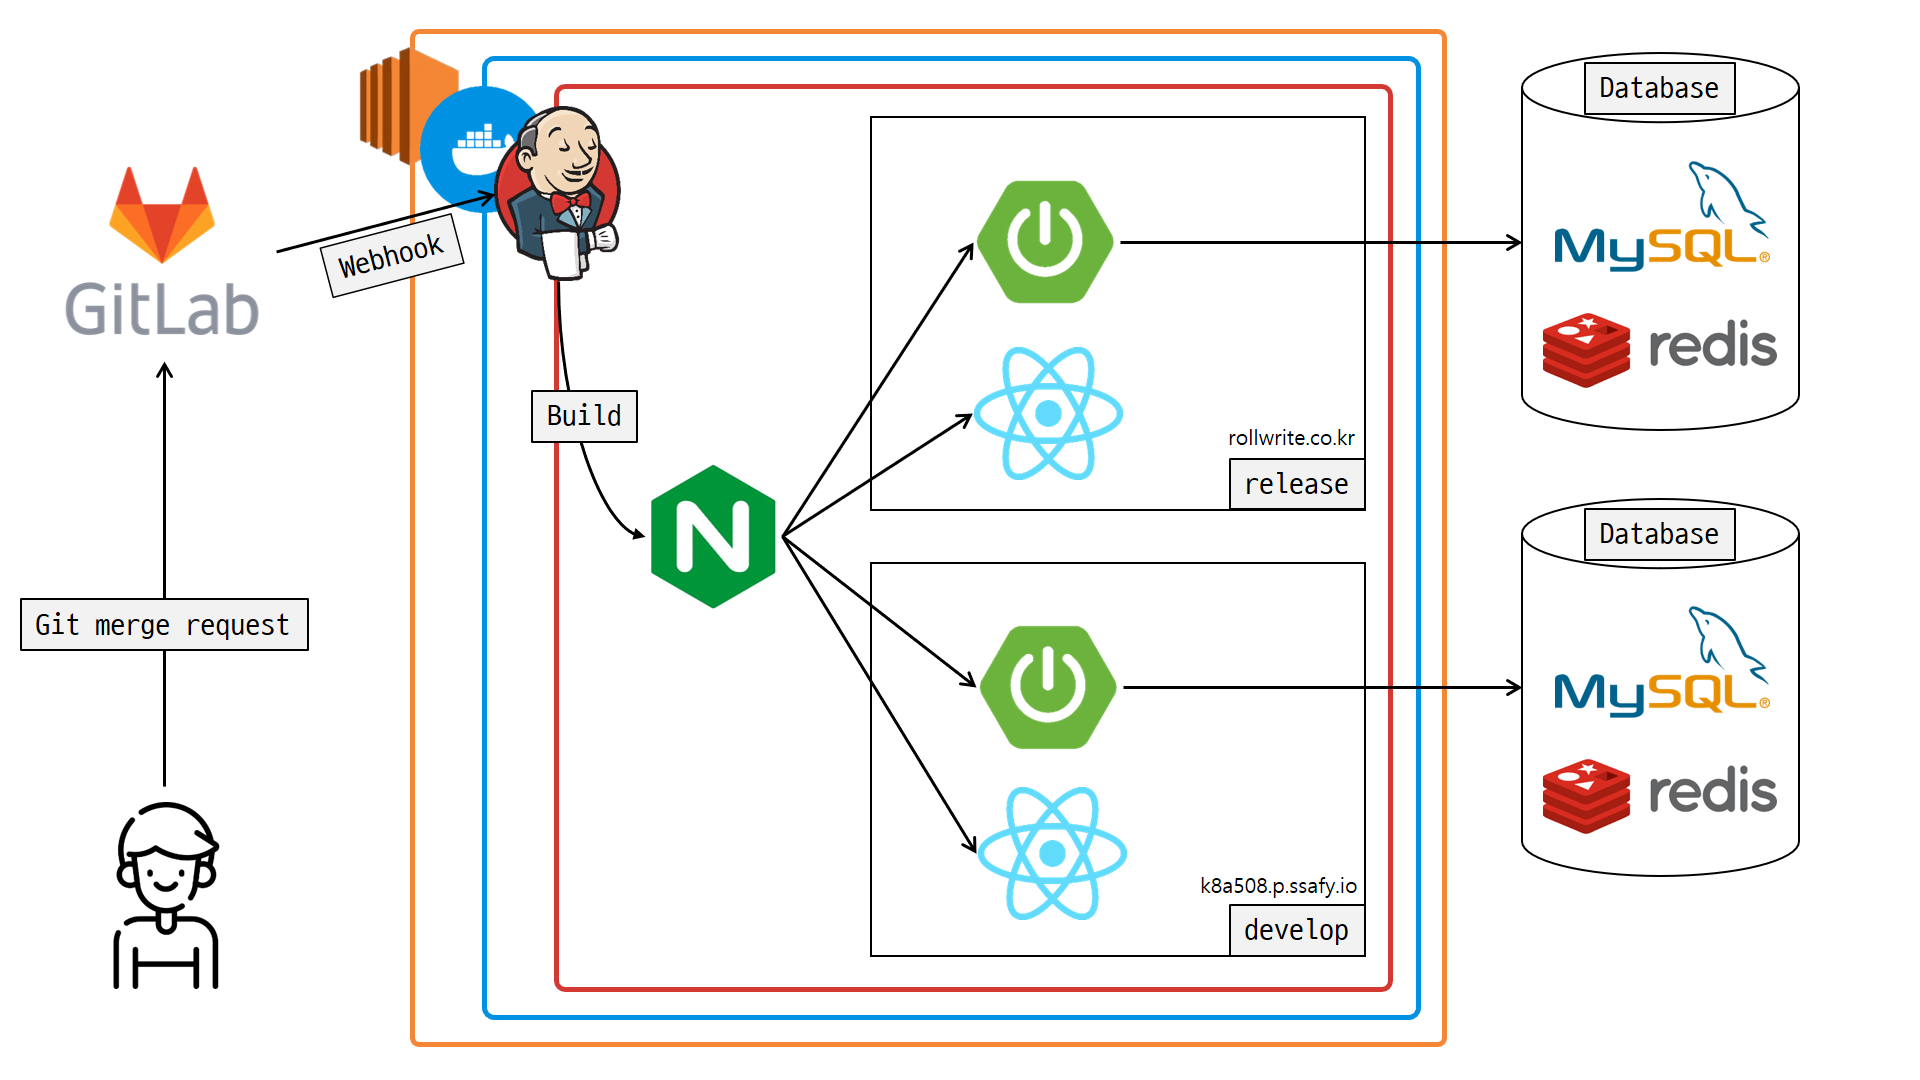 GitLab
Webhook
Git merge request
Build
N
rollwrite.co.kr
release
k8a508.p.ssafy.io
develop
Database
MySQL®
redis
Database
MySQL®
redis